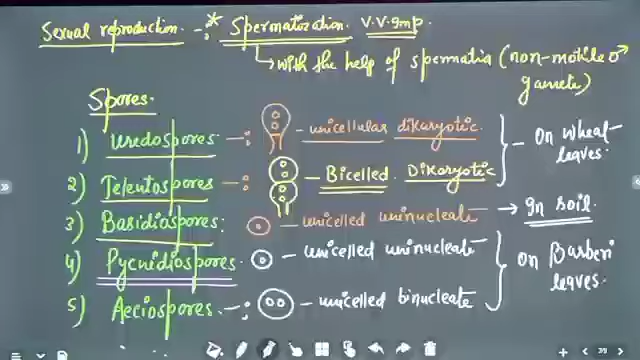 Sexual reproduction -: * Spermatization V.V.Imp.
↳ with the help of spermatia (non-motile ♂ gamete)
Spores.
1) Uredospores -: - unicellular dikaryotic.
2) Teleutospores -: - Bicelled Dikaryotic
- On wheat leaves.
3) Basidiospores: - unicelled uninucleate → In soil
4) Pycnidiospores - - unicelled uninucleate
5) Aeciospores -: - unicelled binucleate
on Barberi leaves.
39